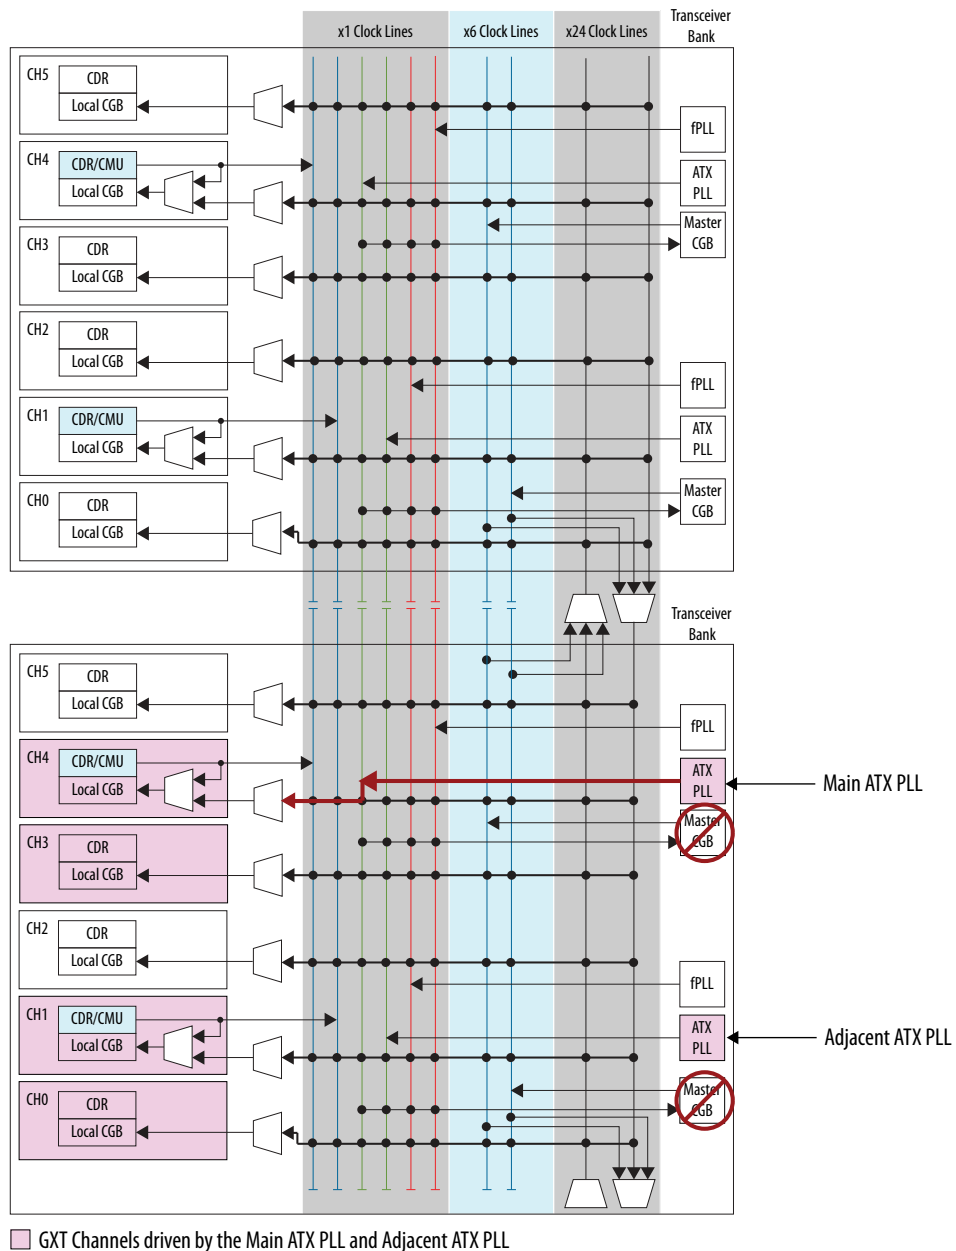 x1 Clock Lines
x6 Clock Lines
x24 Clock Lines
Transceiver
Bank
CH5
CDR
Local CGB
fPLL
CH4
CDR/CMU
Local CGB
ATX
PLL
Master
CGB
CH3
CDR
Local CGB
CH2
CDR
Local CGB
fPLL
CH1
CDR/CMU
Local CGB
ATX
PLL
Master
CGB
CH0
CDR
Local CGB
Transceiver
Bank
CH5
CDR
Local CGB
fPLL
CH4
CDR/CMU
Local CGB
ATX
PLL
Main ATX PLL
Master
CGB
CH3
CDR
Local CGB
CH2
CDR
Local CGB
fPLL
CH1
CDR/CMU
Local CGB
ATX
PLL
Adjacent ATX PLL
Master
CGB
CH0
CDR
Local CGB
GXT Channels driven by the Main ATX PLL and Adjacent ATX PLL